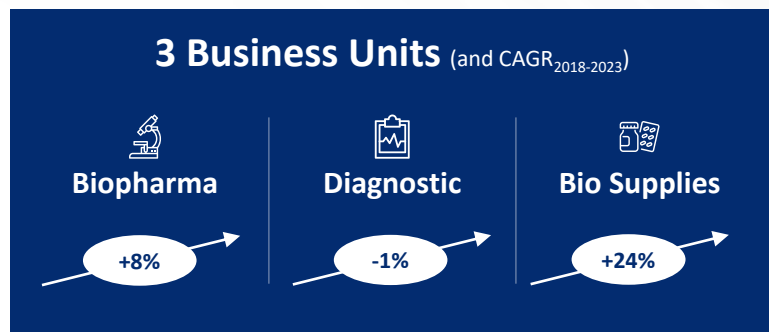 3 Business Units (and CAGR2018-2023)
Biopharma
Diagnostic
Bio Supplies
+8%
-1%
+24%